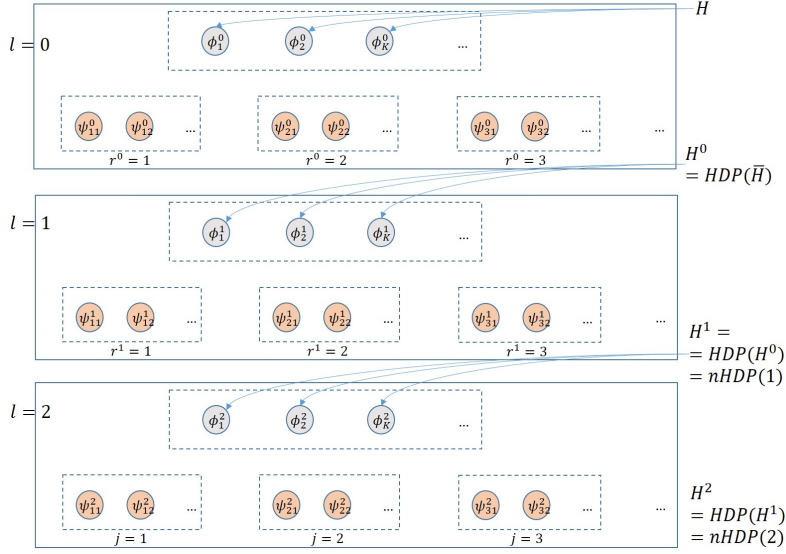 H
l = 0
ϕ₁⁰ ϕ₂⁰ ϕ_K⁰ ...
ψ₁₁⁰ ψ₁₂⁰ ... ψ₂₁⁰ ψ₂₂⁰ ... ψ₃₁⁰ ψ₃₂⁰ ... ...
r⁰ = 1 r⁰ = 2 r⁰ = 3
H⁰
= HDP(H̅)
l = 1
ϕ₁¹ ϕ₂¹ ϕ_K¹ ...
ψ₁₁¹ ψ₁₂¹ ... ψ₂₁¹ ψ₂₂¹ ... ψ₃₁¹ ψ₃₂¹ ... ...
r¹ = 1 r¹ = 2 r¹ = 3
H¹ =
= HDP(H⁰)
= nHDP(1)
l = 2
ϕ₁² ϕ₂² ϕ_K² ...
ψ₁₁² ψ₁₂² ... ψ₂₁² ψ₂₂² ... ψ₃₁² ψ₃₂² ... ...
j = 1 j = 2 j = 3
H²
= HDP(H¹)
= nHDP(2)